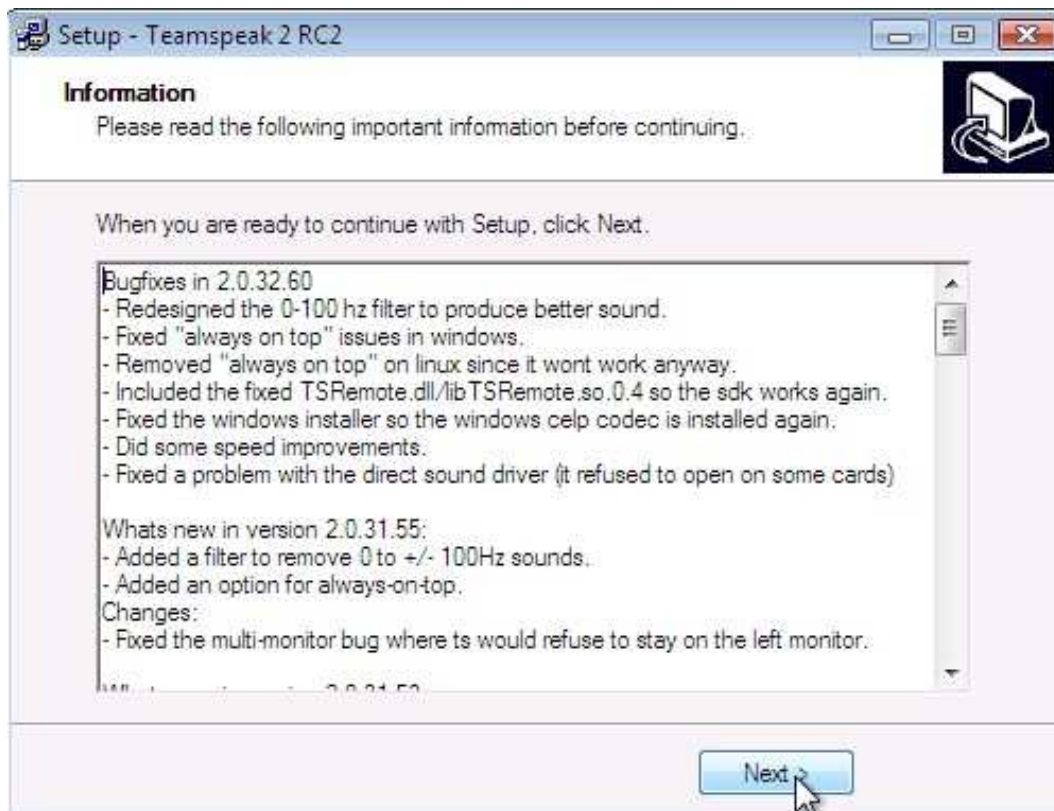 Setup - Teamspeak 2 RC2
Information
Please read the following important information before continuing.
When you are ready to continue with Setup, click Next.
Bugfixes in 2.0.32.60
- Redesigned the 0-100 hz filter to produce better sound.
- Fixed "always on top" issues in windows.
- Removed "always on top" on linux since it wont work anyway.
- Included the fixed TSRemote.dll/libTSRemote.so.0.4 so the sdk works again.
- Fixed the windows installer so the windows celp codec is installed again.
- Did some speed improvements.
- Fixed a problem with the direct sound driver (it refused to open on some cards)
Whats new in version 2.0.31.55:
- Added a filter to remove 0 to +/- 100Hz sounds.
- Added an option for always-on-top.
Changes:
- Fixed the multi-monitor bug where ts would refuse to stay on the left monitor.
Next >